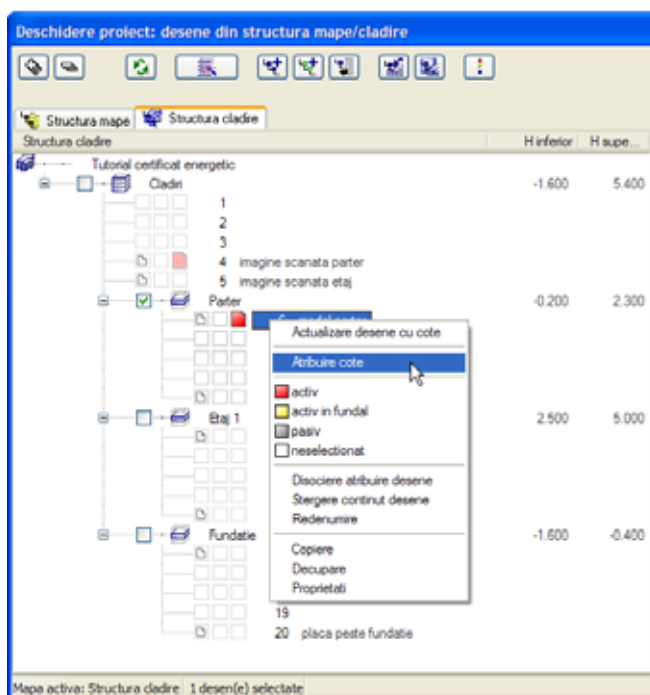 Deschidere proiect: desene din structura mape/cladire
Structura mape Structura cladire
Structura cladire H inferior H supe...
Tutorial certificat energetic
Cladiri -1.600 5.400
1
2
3
4 imagine scanata parter
5 imagine scanata etaj
Parter -0.200 2.300
Actualizare desene cu cote
Atribuire cote
activ
activ in fundal
pasiv
neselectionat
Etaj 1 2.500 5.000
Disociere atribuire desene
Stergere continut desene
Redenumire
Fundatie -1.600 -0.400
Copiere
Decupare
Proprietati
19
20 placa peste fundatie
Mapa activa: Structura cladire 1 desen(e) selectate